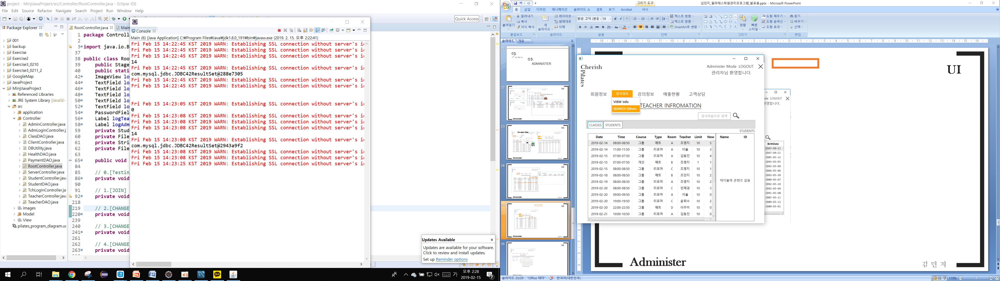 project - MinjiJavaProject/src/Controller/RootController.java - Eclipse IDE
File Edit Source Refactor Navigate Search Project Run Window Help
Quick Access
Package Explorer
001
backup
Exercise
Exercise2
Exercise3_0210
Exercise3_0211_2
GoogleMap
JavaProject
MinjiJavaProject
Referenced Libraries
JRE System Library [JavaSE-
src
application
Controller
AdminController.java
AdmLoginController.j
ClassDAO.java
ClientController.java
DBUtility.java
HealthDAO.java
PaymentDAO.java
RootController.java
ServerController.java
StudentController.java
StudentDAO.java
TchLoginController.ja
TeacherController.java
TeacherDAO.java
images
Model
View
pilates_program_diagram.uc
RootController.java
Main
1 package Controlle
2
3 import java.io.B
37
38 public class Roo
39 public Stage
40 public stati
42 ImageView lo
44 TextField lo
46 TextField lo
48 TextField lo
50 TextField lo
52 TextField lo
54 PasswordFiel
56 Label logTea
58 Label logAdm
59 private Stud
60 private File
61 private Stri
62 private File
63
65 public void
84
85 // 0.[Testin
86 private void
90
91 // 1.[JOIN]
92 private void
218
219 // 2.[CHANGE
220 private void
239
240 // 3.[CHANGE
241 private void
261
262 // 4.[CHANGE
263 private void
Console
Main (6) [Java Application] C:₩Program Files₩Java₩jdk1.8.0_191₩bin₩javaw.exe (2019. 2. 15. 오후 2:22:41)
Fri Feb 15 14:22:45 KST 2019 WARN: Establishing SSL connection without server's id
Fri Feb 15 14:22:45 KST 2019 WARN: Establishing SSL connection without server's id
Fri Feb 15 14:22:45 KST 2019 WARN: Establishing SSL connection without server's id
14
Fri Feb 15 14:22:45 KST 2019 WARN: Establishing SSL connection without server's id
com.mysql.jdbc.JDBC42ResultSet@288e7305
Fri Feb 15 14:22:45 KST 2019 WARN: Establishing SSL connection without server's id
Fri Feb 15 14:22:45 KST 2019 WARN: Establishing SSL connection without server's id
Fri Feb 15 14:23:05 KST 2019 WARN: Establishing SSL connection without server's id
0
Fri Feb 15 14:23:08 KST 2019 WARN: Establishing SSL connection without server's id
Fri Feb 15 14:23:08 KST 2019 WARN: Establishing SSL connection without server's id
Fri Feb 15 14:23:08 KST 2019 WARN: Establishing SSL connection without server's id
14
Fri Feb 15 14:23:08 KST 2019 WARN: Establishing SSL connection without server's id
com.mysql.jdbc.JDBC42ResultSet@2943a9f2
Fri Feb 15 14:23:08 KST 2019 WARN: Establishing SSL connection without server's id
Fri Feb 15 14:23:08 KST 2019 WARN: Establishing SSL connection without server's id
Fri Feb 15 14:23:25 KST 2019 WARN: Establishing SSL connection without server's id
Updates Available x
Updates are available for your software.
Click to review and install updates.
Set up Reminder options
TALK
가
오후 2:28
2019-02-15
7
그리기 도구
김민지_필라테스학원관리프로그램_발표용.pptx - Microsoft PowerPoint
홈 삽입 디자인 애니메이션 슬라이드 쇼 검토 보기 Acrobat 서식
붙여넣기
잘라내기
복사
서식 복사
클립보드
새 슬라이드
레이아웃
원래대로
삭제
슬라이드
맑은 고딕 (본문) 18
글꼴
텍스트 방향
텍스트 맞춤
SmartArt로 변환
단락
정렬
빠른 스타일
도형 채우기
도형 윤곽선
도형 효과
그리기
찾기
바꾸기
선택
편집
슬라이드 개요
21
03.
03.
ADMINISTER
22
UI
Administer
23
Double Click
Administer
24
UI
Administer
25
UI
Administer
26
UI
UI
Cherish
Pilates
Administer Mode LOGOUT
관리자님 환영합니다.
회원정보 강사정보 강의정보 매출현황 고객상담
VIEW Info
SEARCH Others
TEACHER INFROMATION
강사이름으로 검색
CLASSES STUDENTS
STUDENTS
Date Time Course Type Room Teacher Limit Now Name ID
2019-02-14 08:00-08:50 그룹 매트 A 조명지 10 5
2019-02-14 11:00-11:50 그룹 리포머 A 이율 10 3
2019-02-15 07:00-07:50 그룹 리포머 A 김동진 10 4
2019-02-15 07:00-07:50 개인 매트 B 조명지 1 1
2019-02-15 08:00-08:50 그룹 리포머 C 조명지 10 1
2019-02-18 08:00-08:50 그룹 매트 B 조민지 10 2
2019-02-19 08:00-08:50 그룹 리포머 A 조명지 10 2
2019-02-20 08:00-08:50 그룹 리포머 C 민제경 10 3
2019-02-20 09:00-09:50 그룹 리포머 A 이율 10 0
2019-02-20 19:00-19:50 그룹 리포머 C 윤희수 10 2
2019-02-20 22:00-22:50 그룹 매트 D 이주미 10 0
2019-02-21 10:00-10:50 그룹 리포머 A 김동진 10 0
테이블에 콘텐츠 없음
ode LOGOUT
환영합니다.
BirthDate
2007-09-21
2007-09-21
1985-05-12
1993-05-05
1992-05-09
1966-05-06
1993-05-30
1989-05-07
1992-05-10
1992-05-04
1991-05-08
1987-05-11
1989-05-13
1989-05-01
Administer
김 민 지
슬라이드 25/29 "Office 테마" 한국어(대한민국)
119%